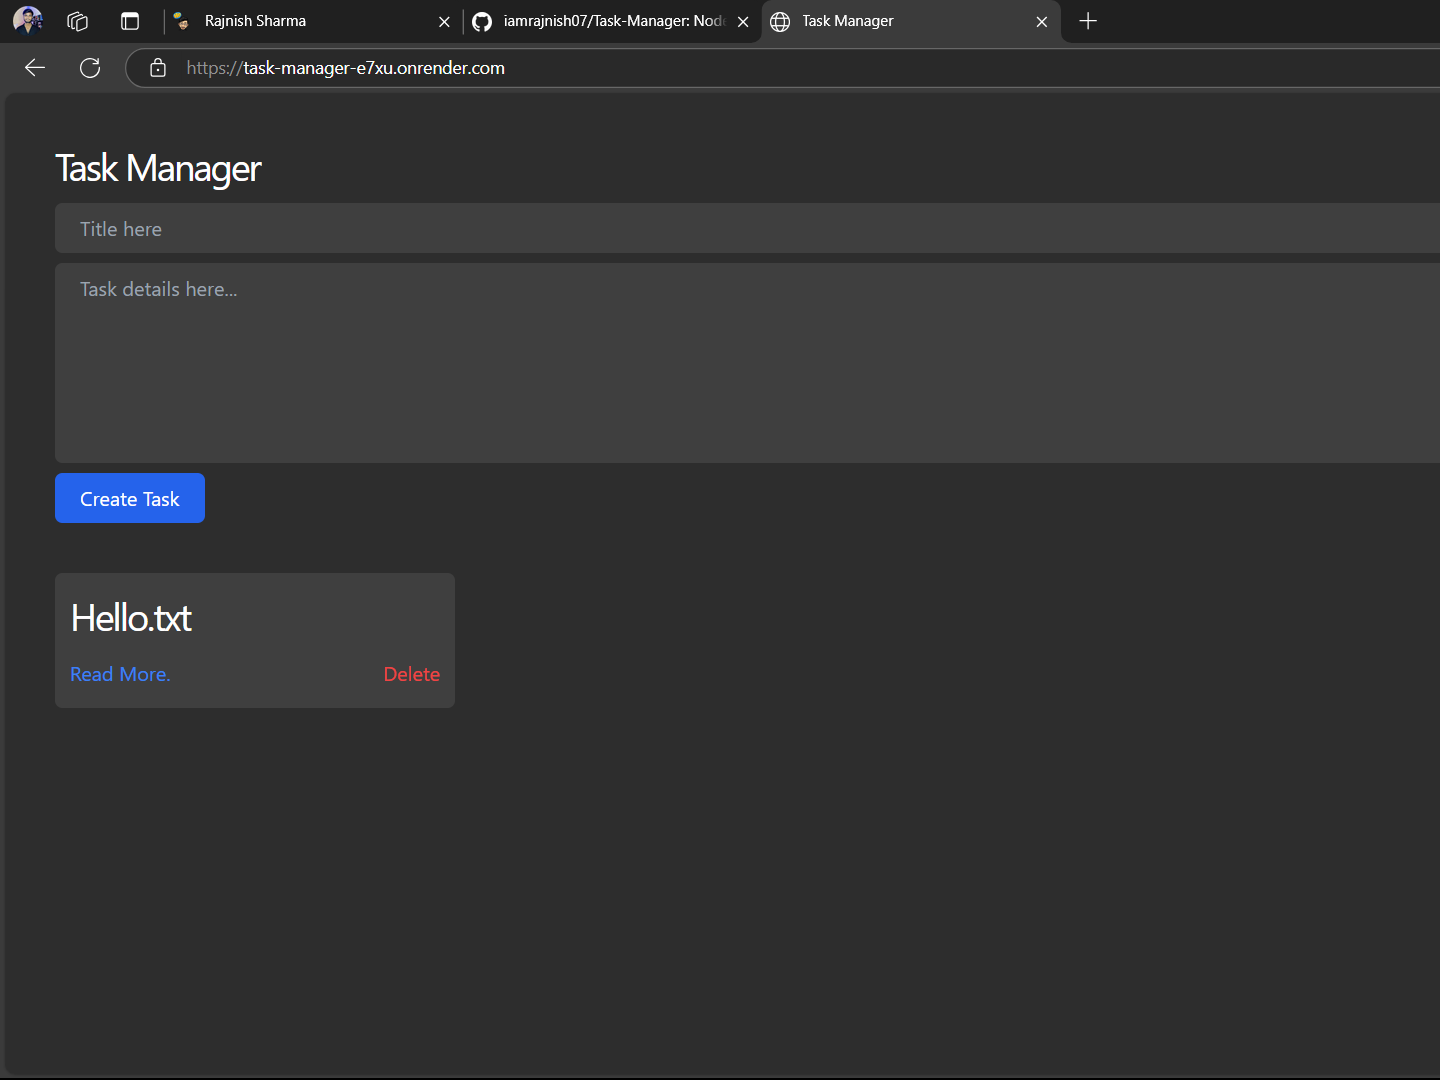 Rajnish Sharma
iamrajnish07/Task-Manager: Node
Task Manager
https://task-manager-e7xu.onrender.com
Task Manager
Title here
Task details here...
Create Task
Hello.txt
Read More.
Delete